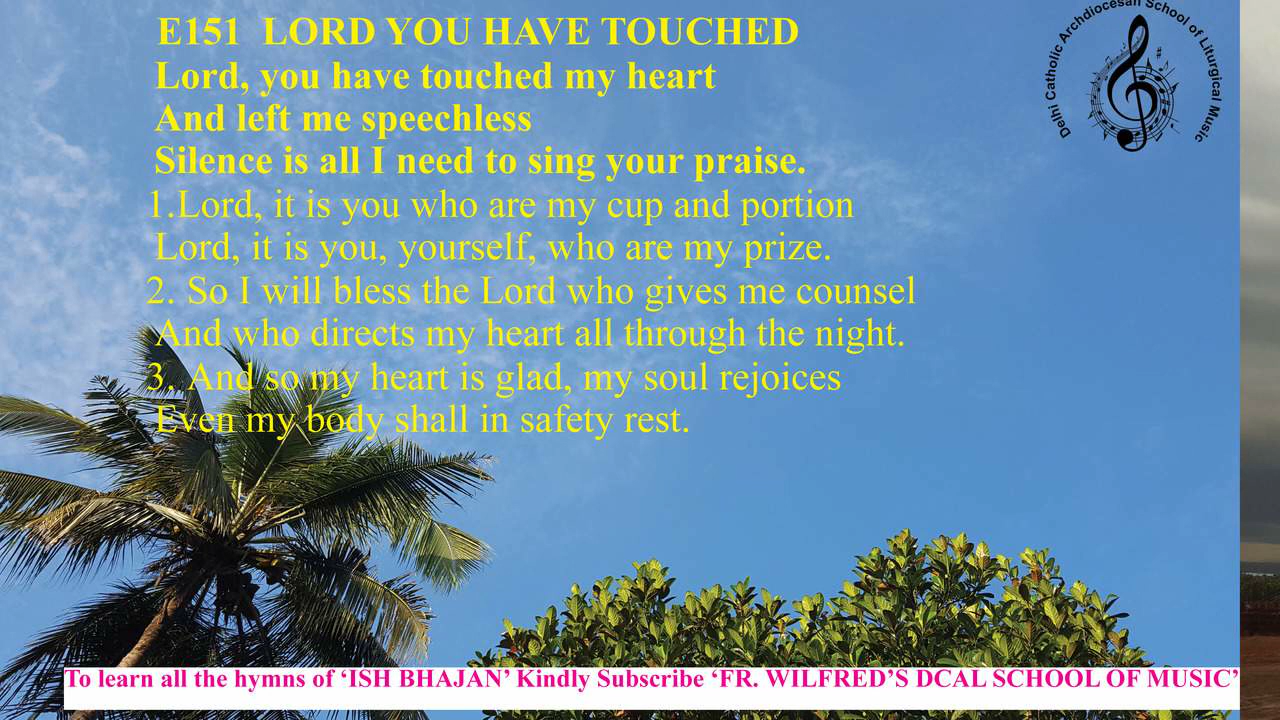 E151 LORD YOU HAVE TOUCHED
Lord, you have touched my heart
And left me speechless
Silence is all I need to sing your praise.
1.Lord, it is you who are my cup and portion
Lord, it is you, yourself, who are my prize.
2. So I will bless the Lord who gives me counsel
And who directs my heart all through the night.
3. And so my heart is glad, my soul rejoices
Even my body shall in safety rest.
Delhi Catholic Archdiocesan School of Liturgical Music
To learn all the hymns of ‘ISH BHAJAN’ Kindly Subscribe ‘FR. WILFRED’S DCAL SCHOOL OF MUSIC’